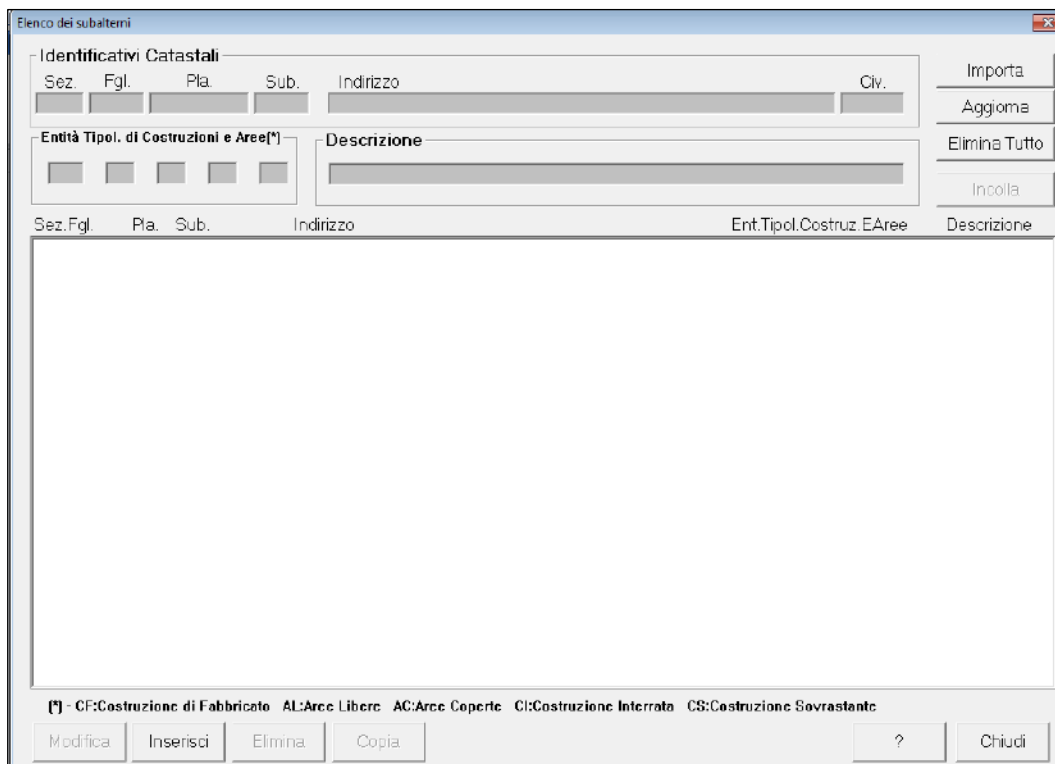 Elenco dei subalterni
Identificativi Catastali
Sez. Fgl. Pla. Sub. Indirizzo Civ.
Importa
Aggiorna
Entità Tipol. di Costruzioni e Aree(*)
Descrizione
Elimina Tutto
Incolla
Sez.Fgl. Pla. Sub. Indirizzo Ent.Tipol.Costruz.EAree Descrizione
(*) - CF:Costruzione di Fabbricato AL:Aree Libere AC:Aree Coperte CI:Costruzione Interrata CS:Costruzione Sovrastante
Modifica Inserisci Elimina Copia ? Chiudi